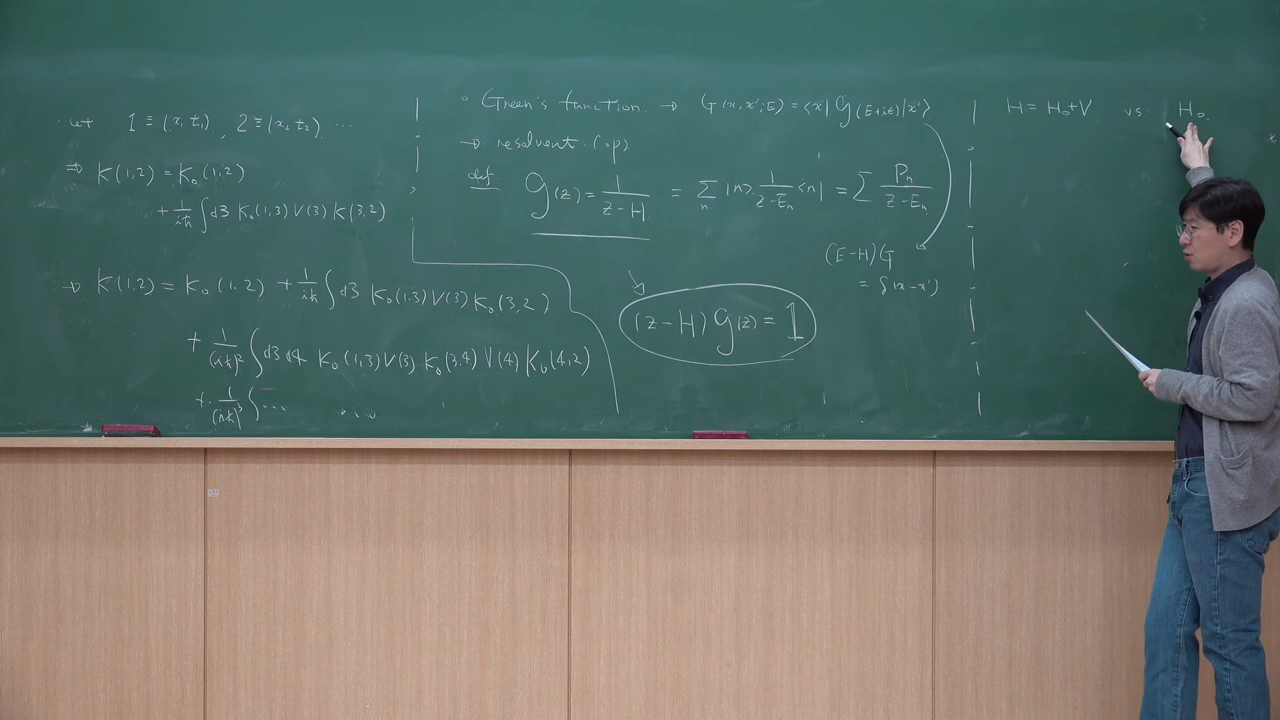 Let 1 ≡ (x, t₁), 2 ≡ (x₂ t₂) ...
⇒ K(1,2) = K₀(1,2)
+ 1/iħ ∫d3 K₀(1,3) V(3) K(3,2)
→ K(1,2) = K₀(1,2) + 1/iħ ∫d3 K₀(1,3) V(3) K₀(3,2)
+ 1/(iħ)² ∫d3 d4 K₀(1,3) V(3) K₀(3,4) V(4) K₀(4,2)
+ 1/(iħ)³ ∫... ...
∘ Green's function. → G(x,x';E) = ⟨x| G(E+iε) |x'⟩
→ resolvent. (op)
def. G(z) = 1/(z-H) = Σₙ |n⟩ 1/(z-Eₙ) ⟨n| = Σ Pₙ/(z-Eₙ)
(E-H)G
= δ(x-x')
(z-H) G(z) = 1
H = H₀+V vs. H₀.